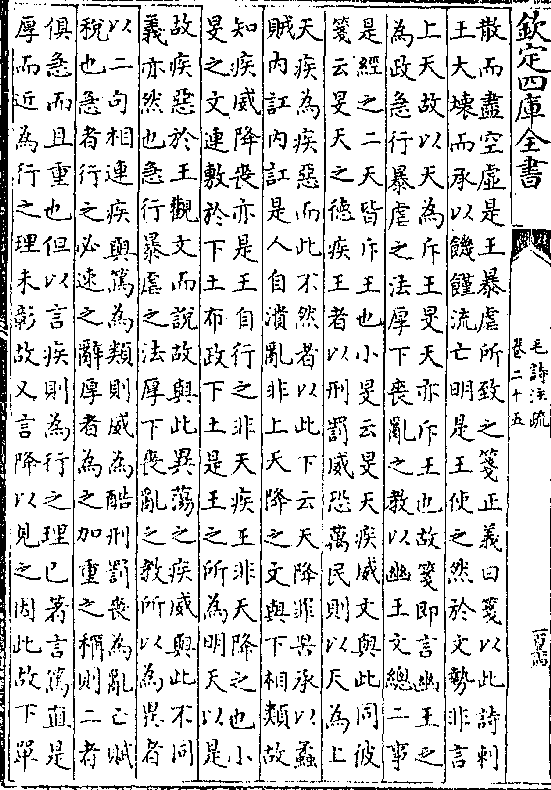 欽定四庫全書
毛詩注疏
卷二十五
散而盡空虛是王暴虐所致之箋正義曰箋以此詩刺
王大壞而承以饑饉流亡明是王使之然於文勢非言
上天故以天為斥王旻天亦斥王也故箋即言幽王之
為政急行暴虐之法厚下喪亂之教以幽王文總二事
是經之二天皆斥王也小旻云旻天疾威文與此同彼
箋云旻天之德疾王者以刑罰威恐萬民則以天為上
天疾為疾惡而此不然者以此下云天降罪罟承以蟊
賊內訌內訌是人自潰亂非上天降之文與下相類故
知疾威降喪亦是王自行之非天疾王非天降之也小
旻之文連敷於下土布政下土是王之所為明天以是
故疾惡於王觀文而說故與此異蕩之疾威與此不同
義亦然也急行暴虐之法厚下喪亂之教所以為異者
以二句相連疾與篤為類則威為酷刑罰喪為亂亡賦
稅也急者行之必速之辭厚者為之加重之稱則二者
俱急而且重也但以言疾則為行之理已著言篤直是
厚而近為行之理未彰故又言降以見之因此故下單